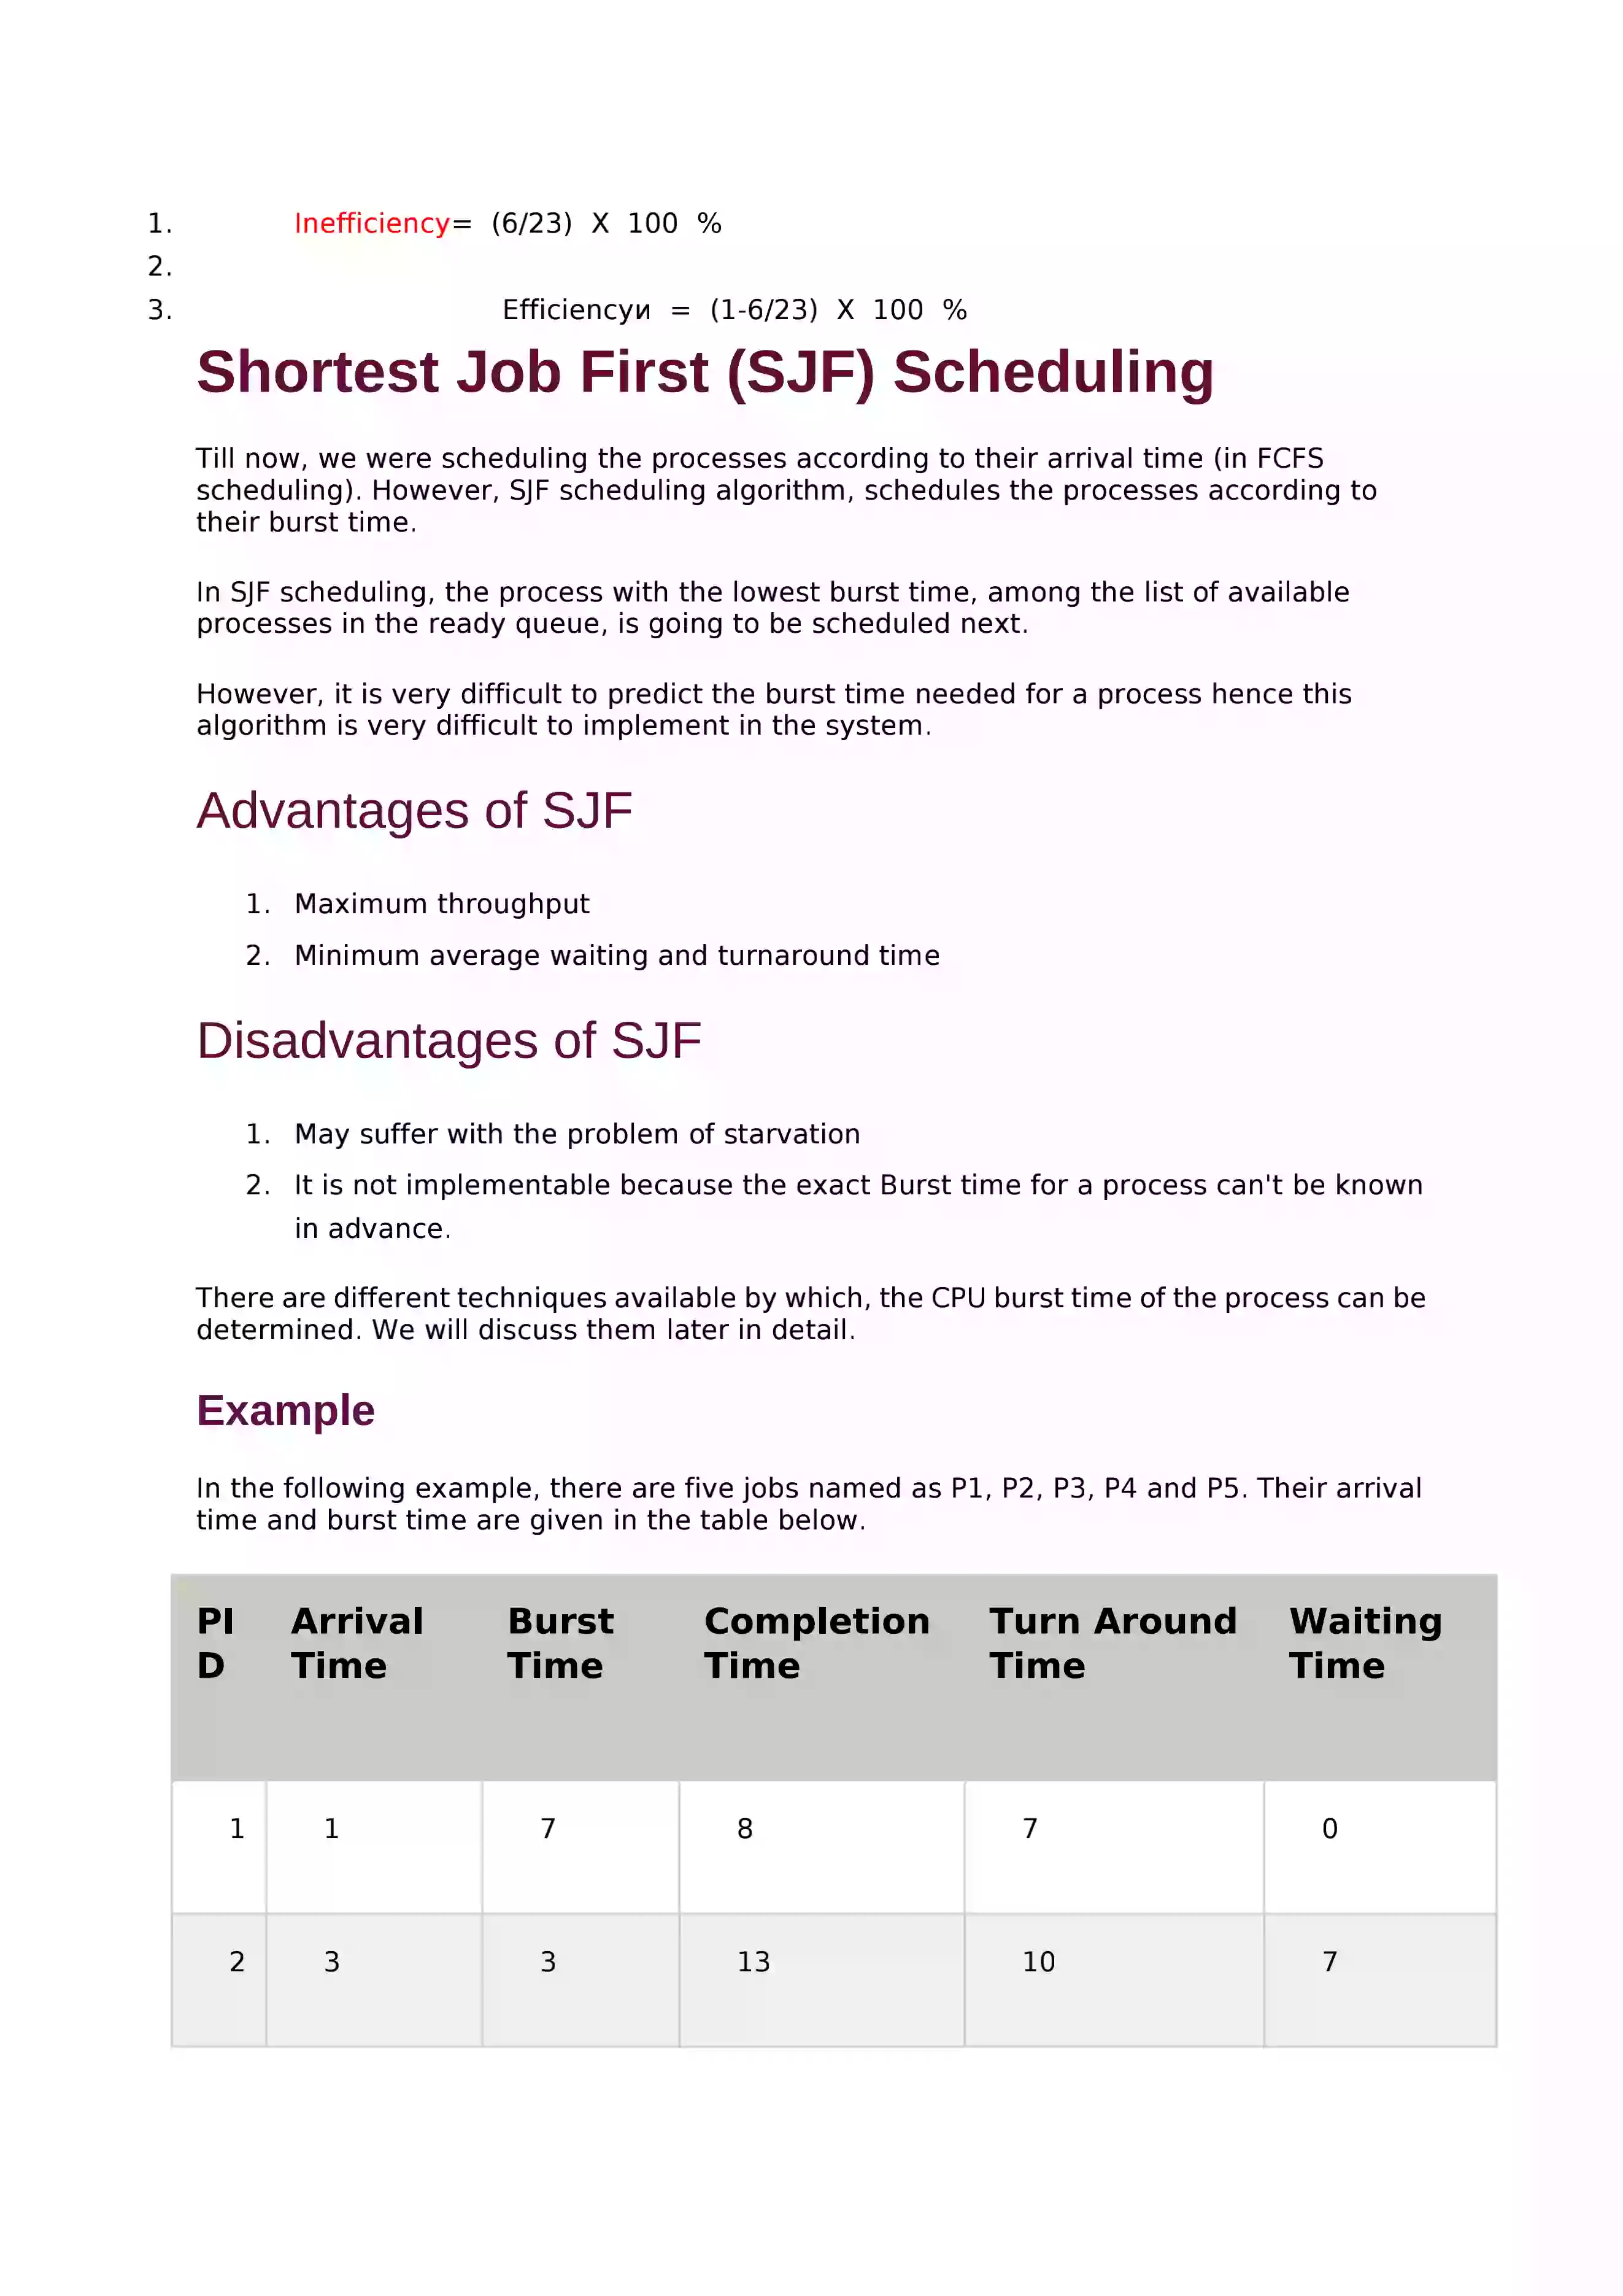 1. Inefficiency= (6/23) X 100 %
2.
3. Efficiencyи = (1-6/23) X 100 %
Shortest Job First (SJF) Scheduling
Till now, we were scheduling the processes according to their arrival time (in FCFS
scheduling). However, SJF scheduling algorithm, schedules the processes according to
their burst time.
In SJF scheduling, the process with the lowest burst time, among the list of available
processes in the ready queue, is going to be scheduled next.
However, it is very difficult to predict the burst time needed for a process hence this
algorithm is very difficult to implement in the system.
Advantages of SJF
1. Maximum throughput
2. Minimum average waiting and turnaround time
Disadvantages of SJF
1. May suffer with the problem of starvation
2. It is not implementable because the exact Burst time for a process can't be known
in advance.
There are different techniques available by which, the CPU burst time of the process can be
determined. We will discuss them later in detail.
Example
In the following example, there are five jobs named as P1, P2, P3, P4 and P5. Their arrival
time and burst time are given in the table below.
PI Arrival Burst Completion Turn Around Waiting
D Time Time Time Time Time
1 1 7 8 7 0
2 3 3 13 10 7